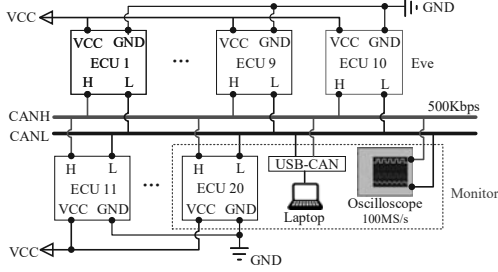 VCC
GND
VCC GND
ECU 1
H L
...
VCC GND
ECU 9
H L
VCC GND
ECU 10
H L
Eve
CANH
500Kbps
CANL
H L
ECU 11
VCC GND
...
H L
ECU 20
VCC GND
USB-CAN
Laptop
Oscilloscope
100MS/s
Monitor
VCC
GND